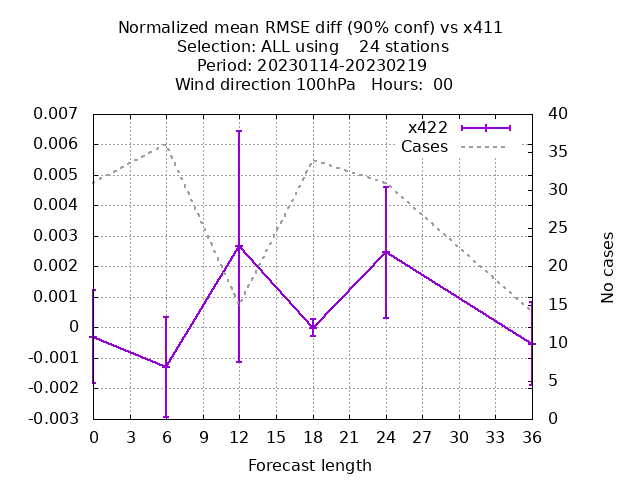 Normalized mean RMSE diff (90% conf) vs x411
Selection: ALL using    24 stations
Period: 20230114-20230219
Wind direction 100hPa   Hours:  00
0.007
0.006
0.005
0.004
0.003
0.002
0.001
0
-0.001
-0.002
-0.003
x422
Cases
40
35
30
25
20
15
10
5
0
No cases
0 3 6 9 12 15 18 21 24 27 30 33 36
Forecast length